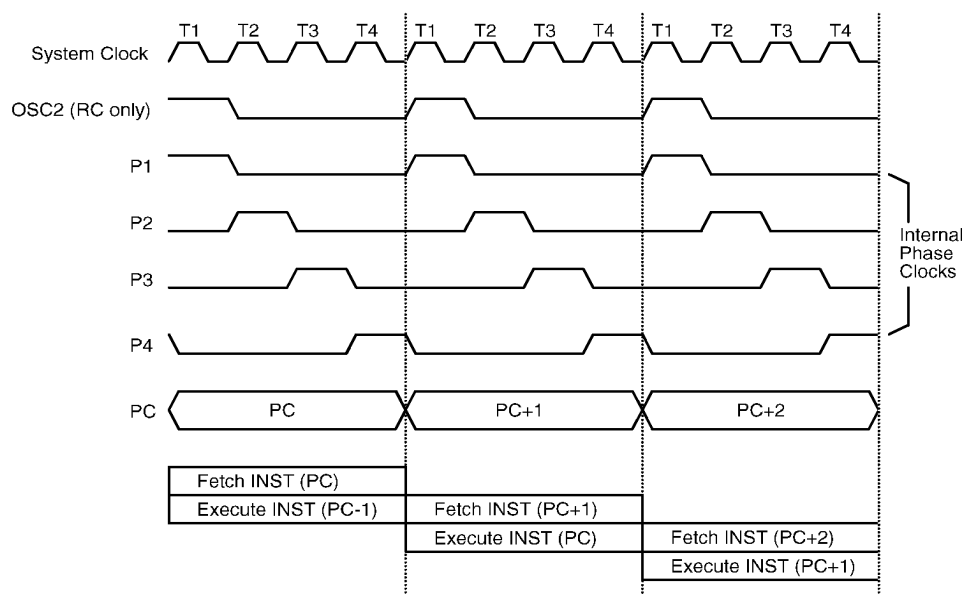 T1 T2 T3 T4 T1 T2 T3 T4 T1 T2 T3 T4
System Clock
OSC2 (RC only)
P1
P2
P3
P4
Internal
Phase
Clocks
PC PC PC+1 PC+2
Fetch INST (PC)
Execute INST (PC-1) Fetch INST (PC+1)
Execute INST (PC) Fetch INST (PC+2)
Execute INST (PC+1)